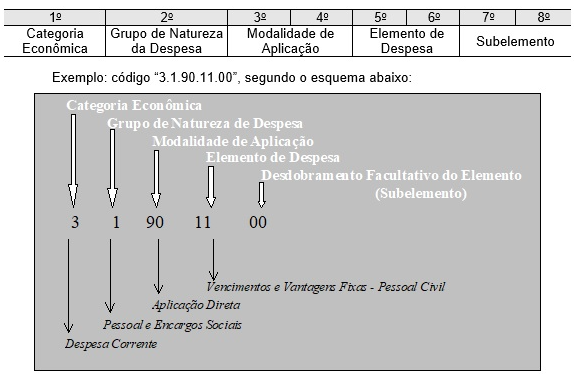 1º 2º 3º 4º 5º 6º 7º 8º
Categoria Econômica Grupo de Natureza da Despesa Modalidade de Aplicação Elemento de Despesa Subelemento
Exemplo: código “3.1.90.11.00”, segundo o esquema abaixo:
Categoria Econômica
Grupo de Natureza de Despesa
Modalidade de Aplicação
Elemento de Despesa
Desdobramento Facultativo do Elemento
(Subelemento)
3 1 90 11 00
Vencimentos e Vantagens Fixas - Pessoal Civil
Aplicação Direta
Pessoal e Encargos Sociais
Despesa Corrente